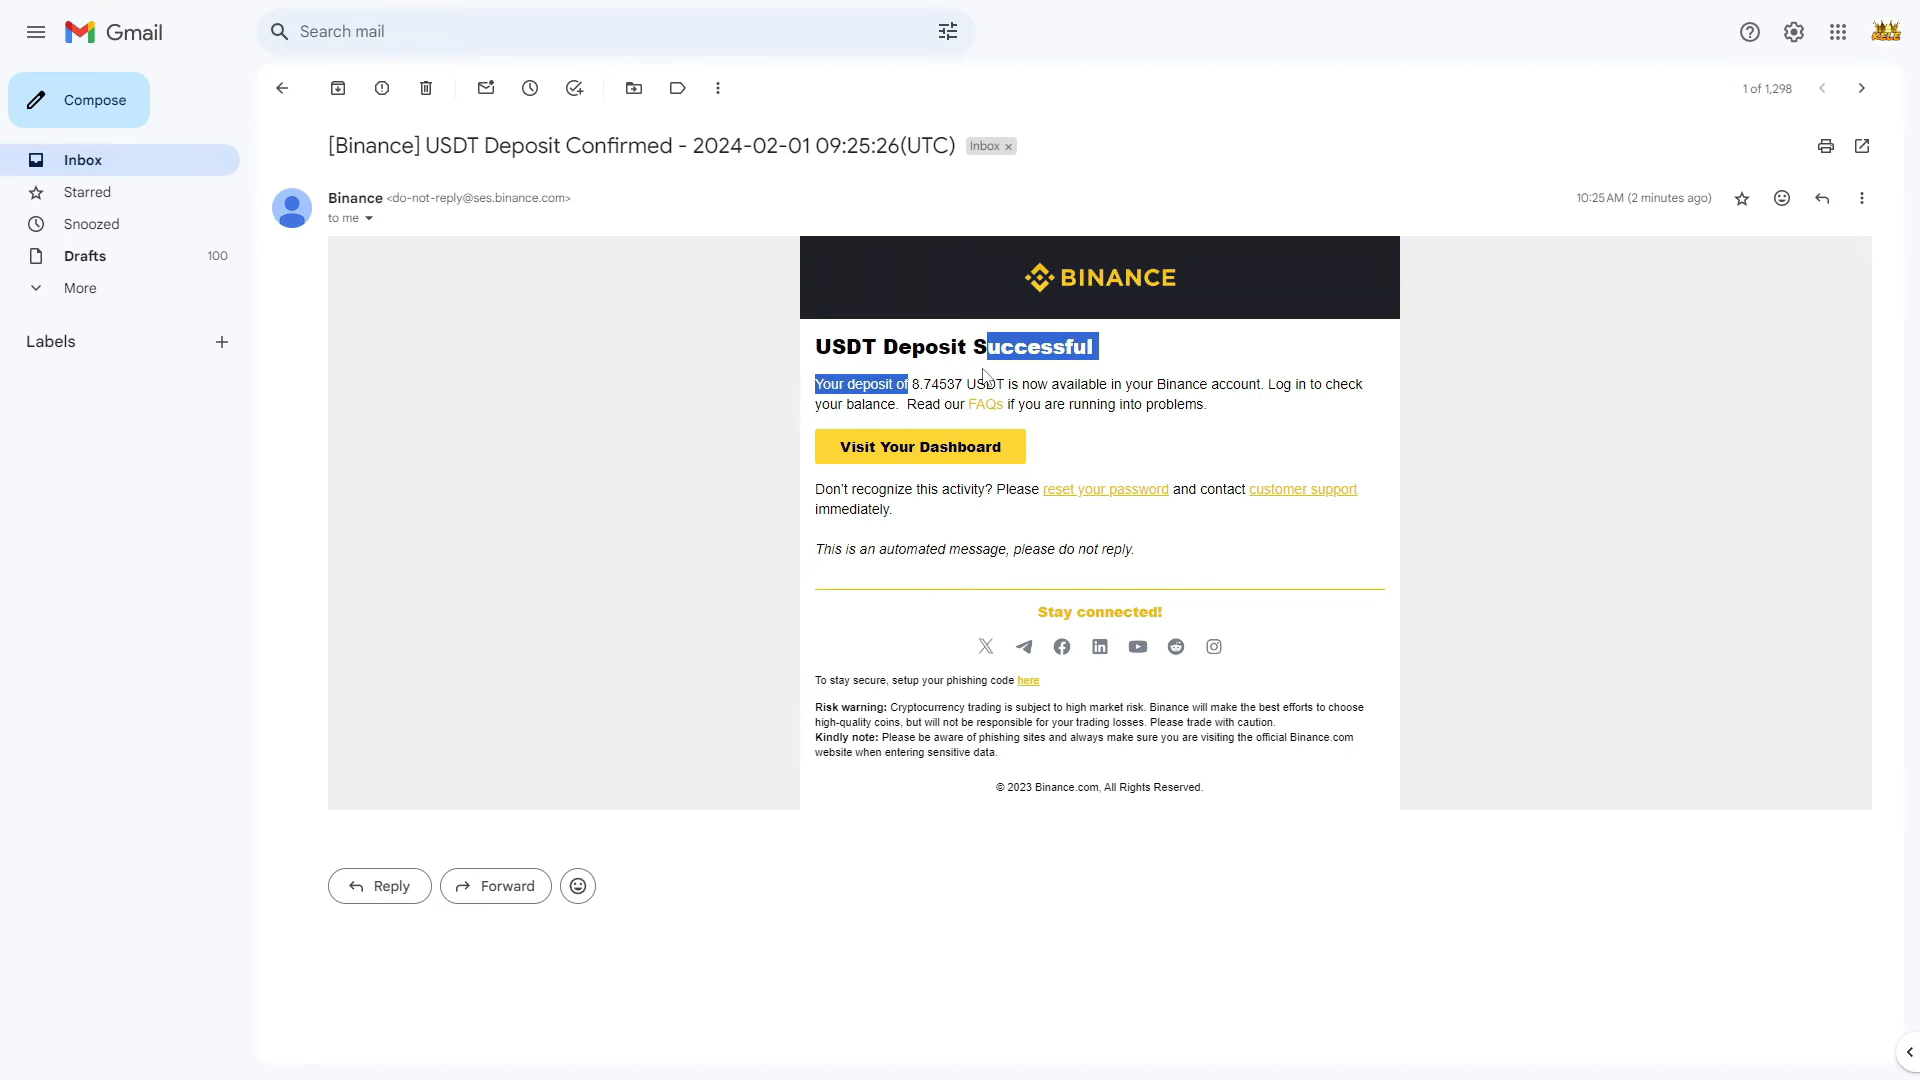 Gmail
Search mail
Compose
1 of 1,298
[Binance] USDT Deposit Confirmed - 2024-02-01 09:25:26(UTC)
Inbox ×
Inbox
Starred
Snoozed
Drafts 100
More
Labels
Binance <do-not-reply@ses.binance.com>
10:25 AM (2 minutes ago)
to me
BINANCE
USDT Deposit Successful
Your deposit of 8.74537 USDT is now available in your Binance account. Log in to check
your balance. Read our FAQs if you are running into problems.
Visit Your Dashboard
Don't recognize this activity? Please reset your password and contact customer support
immediately.
This is an automated message, please do not reply.
Stay connected!
To stay secure, setup your phishing code here
Risk warning: Cryptocurrency trading is subject to high market risk. Binance will make the best efforts to choose
high-quality coins, but will not be responsible for your trading losses. Please trade with caution.
Kindly note: Please be aware of phishing sites and always make sure you are visiting the official Binance.com
website when entering sensitive data.
© 2023 Binance.com, All Rights Reserved.
Reply
Forward